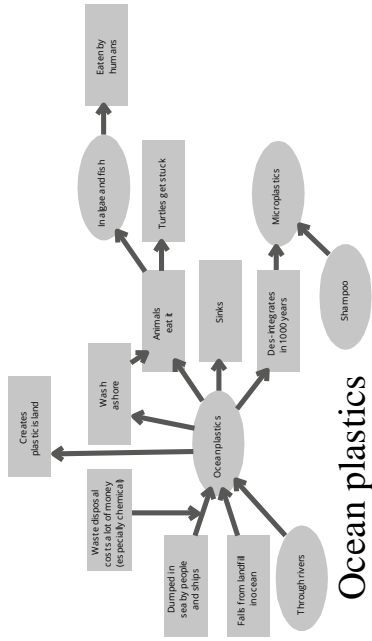 Creates
plastic island
Waste disposal
costs a lot of money
(especially chemical)
Wash
ashore
In algae and fish
Eaten by
humans
Animals
eat it
Turtles get stuck
Dumped in
sea by people
and ships
Ocean plastics
Sinks
Falls from landfill
in ocean
Des-integrates
in 1000 years
Microplastics
Through rivers
Shampoo
Ocean plastics